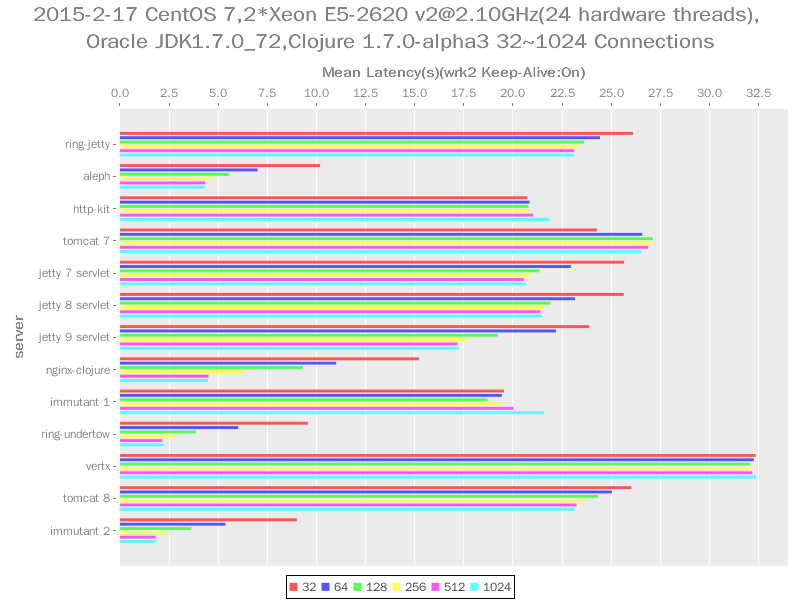 2015-2-17 CentOS 7,2*Xeon E5-2620 v2@2.10GHz(24 hardware threads),
Oracle JDK1.7.0_72,Clojure 1.7.0-alpha3 32~1024 Connections
Mean Latency(s)(wrk2 Keep-Alive:On)
0.0 2.5 5.0 7.5 10.0 12.5 15.0 17.5 20.0 22.5 25.0 27.5 30.0 32.5
server
ring-jetty
aleph
http-kit
tomcat 7
jetty 7 servlet
jetty 8 servlet
jetty 9 servlet
nginx-clojure
immutant 1
ring-undertow
vertx
tomcat 8
immutant 2
32 64 128 256 512 1024